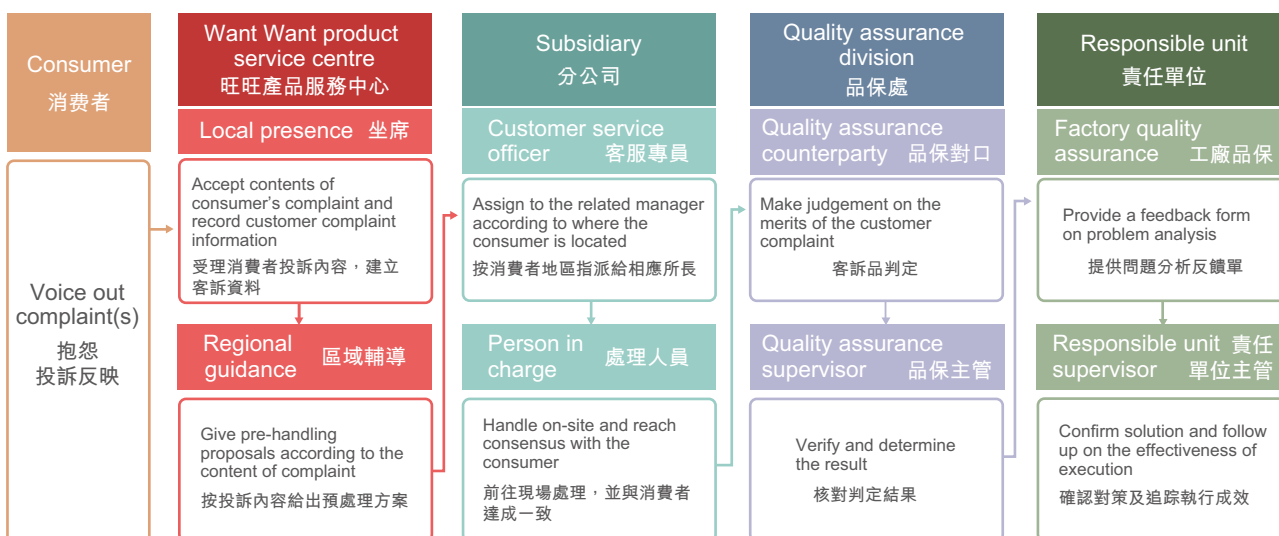 Consumer
消費者
Voice out
complaint(s)
抱怨
投訴反映
Want Want product
service centre
旺旺產品服務中心
Local presence 坐席
Accept contents of
consumer's complaint and
record customer complaint
information
受理消費者投訴內容，建立
客訴資料
Regional
guidance 區域輔導
Give pre-handling
proposals according to the
content of complaint
按投訴內容給出預處理方案
Subsidiary
分公司
Customer service
officer 客服專員
Assign to the related manager
according to where the
consumer is located
按消費者地區指派給相應所長
Person in
charge 處理人員
Handle on-site and reach
consensus with the
consumer
前往現場處理，並與消費者
達成一致
Quality assurance
division
品保處
Quality assurance
counterparty 品保對口
Make judgement on the
merits of the customer
complaint
客訴品判定
Quality assurance
supervisor 品保主管
Verify and determine
the result
核對判定結果
Responsible unit
責任單位
Factory quality
assurance 工廠品保
Provide a feedback form
on problem analysis
提供問題分析反饋單
Responsible unit 責任
supervisor 單位主管
Confirm solution and follow
up on the effectiveness of
execution
確認對策及追踪執行成效